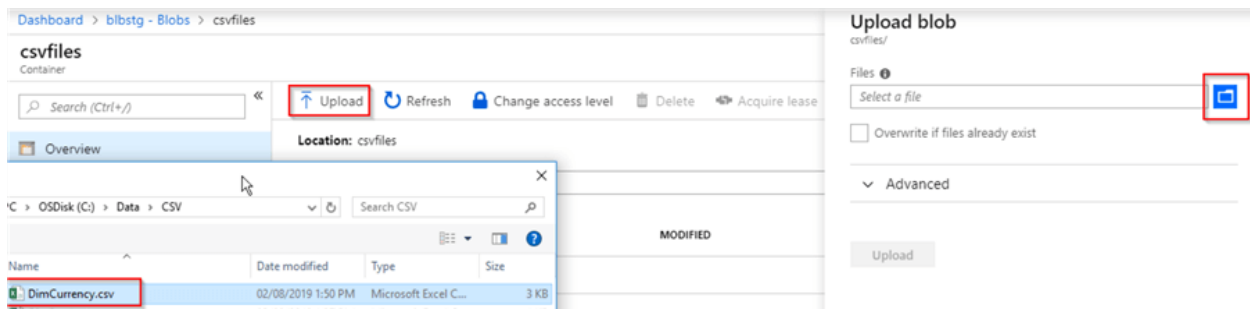 Dashboard > blbstg - Blobs > csvfiles
csvfiles
Container
Search (Ctrl+/)
«
Overview
Upload
Refresh
Change access level
Delete
Acquire lease
Location: csvfiles
MODIFIED
C > OSDisk (C:) > Data > CSV
Search CSV
Name
Date modified
Type
Size
DimCurrency.csv
02/08/2019 1:50 PM
Microsoft Excel C...
3 KB
Upload blob
csvfiles/
Files
Select a file
Overwrite if files already exist
Advanced
Upload